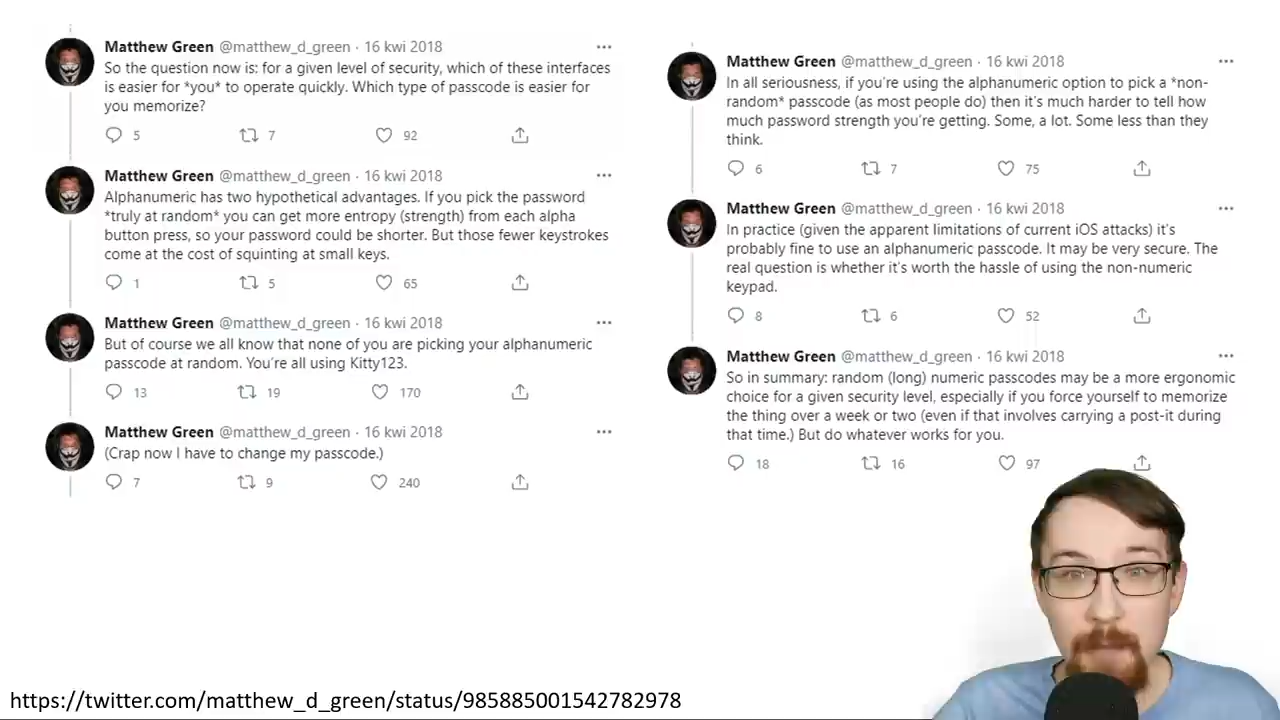 Matthew Green @matthew_d_green · 16 kwi 2018
So the question now is: for a given level of security, which of these interfaces
is easier for *you* to operate quickly. Which type of passcode is easier for
you memorize?
5 7 92
Matthew Green @matthew_d_green · 16 kwi 2018
Alphanumeric has two hypothetical advantages. If you pick the password
*truly at random* you can get more entropy (strength) from each alpha
button press, so your password could be shorter. But those fewer keystrokes
come at the cost of squinting at small keys.
1 5 65
Matthew Green @matthew_d_green · 16 kwi 2018
But of course we all know that none of you are picking your alphanumeric
passcode at random. You're all using Kitty123.
13 19 170
Matthew Green @matthew_d_green · 16 kwi 2018
(Crap now I have to change my passcode.)
7 9 240
Matthew Green @matthew_d_green · 16 kwi 2018
In all seriousness, if you're using the alphanumeric option to pick a *non-
random* passcode (as most people do) then it's much harder to tell how
much password strength you're getting. Some, a lot. Some less than they
think.
6 7 75
Matthew Green @matthew_d_green · 16 kwi 2018
In practice (given the apparent limitations of current iOS attacks) it's
probably fine to use an alphanumeric passcode. It may be very secure. The
real question is whether it's worth the hassle of using the non-numeric
keypad.
8 6 52
Matthew Green @matthew_d_green · 16 kwi 2018
So in summary: random (long) numeric passcodes may be a more ergonomic
choice for a given security level, especially if you force yourself to memorize
the thing over a week or two (even if that involves carrying a post-it during
that time.) But do whatever works for you.
18 16 97
https://twitter.com/matthew_d_green/status/985885001542782978